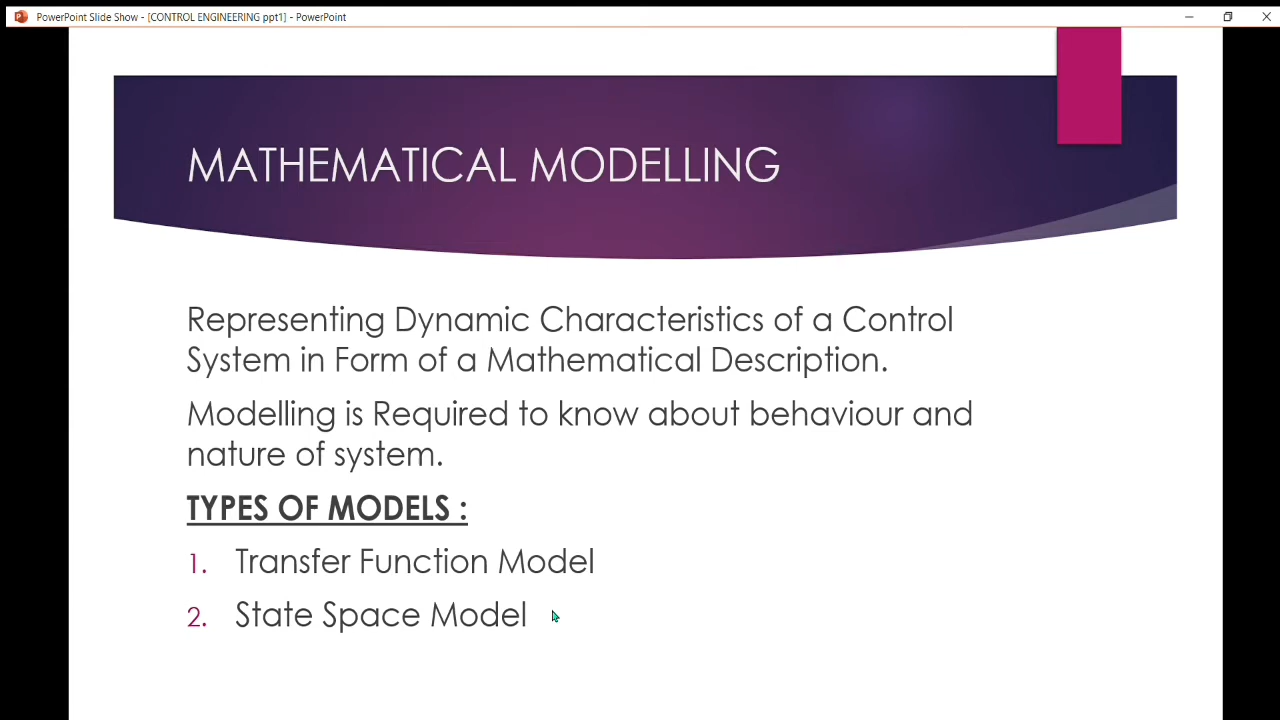 PowerPoint Slide Show - [CONTROL ENGINEERING ppt1] - PowerPoint
MATHEMATICAL MODELLING
Representing Dynamic Characteristics of a Control
System in Form of a Mathematical Description.
Modelling is Required to know about behaviour and
nature of system.
TYPES OF MODELS :
1. Transfer Function Model
2. State Space Model